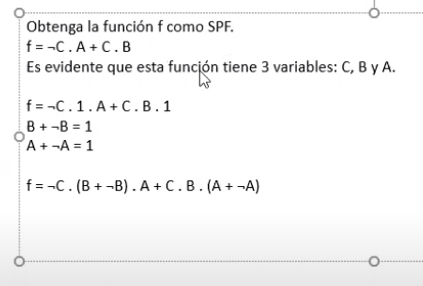 Obtenga la función f como SPF.
f = ¬C . A + C . B
Es evidente que esta función tiene 3 variables: C, B y A.
f = ¬C . 1 . A + C . B . 1
B + ¬B = 1
A + ¬A = 1
f = ¬C . (B + ¬B) . A + C . B . (A + ¬A)